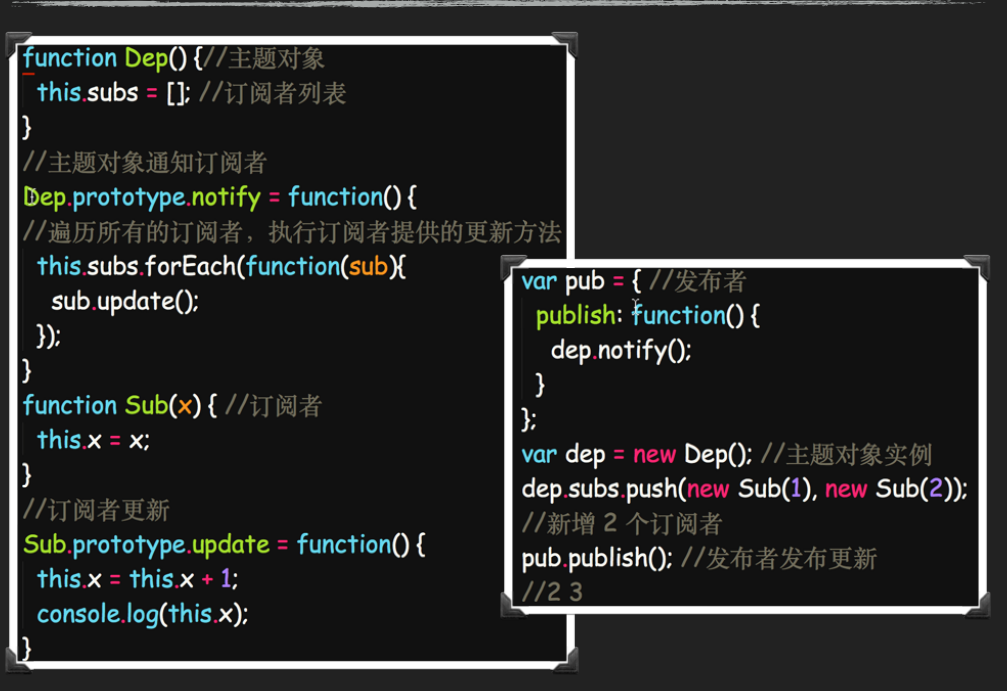 function Dep() {//主题对象
this.subs = []; //订阅者列表
}
//主题对象通知订阅者
Dep.prototype.notify = function() {
//遍历所有的订阅者，执行订阅者提供的更新方法
this.subs.forEach(function(sub){
sub.update();
});
}
function Sub(x) { //订阅者
this.x = x;
}
//订阅者更新
Sub.prototype.update = function() {
this.x = this.x + 1;
console.log(this.x);
}
var pub = { //发布者
publish: function() {
dep.notify();
}
};
var dep = new Dep(); //主题对象实例
dep.subs.push(new Sub(1), new Sub(2));
//新增 2 个订阅者
pub.publish(); //发布者发布更新
//2 3